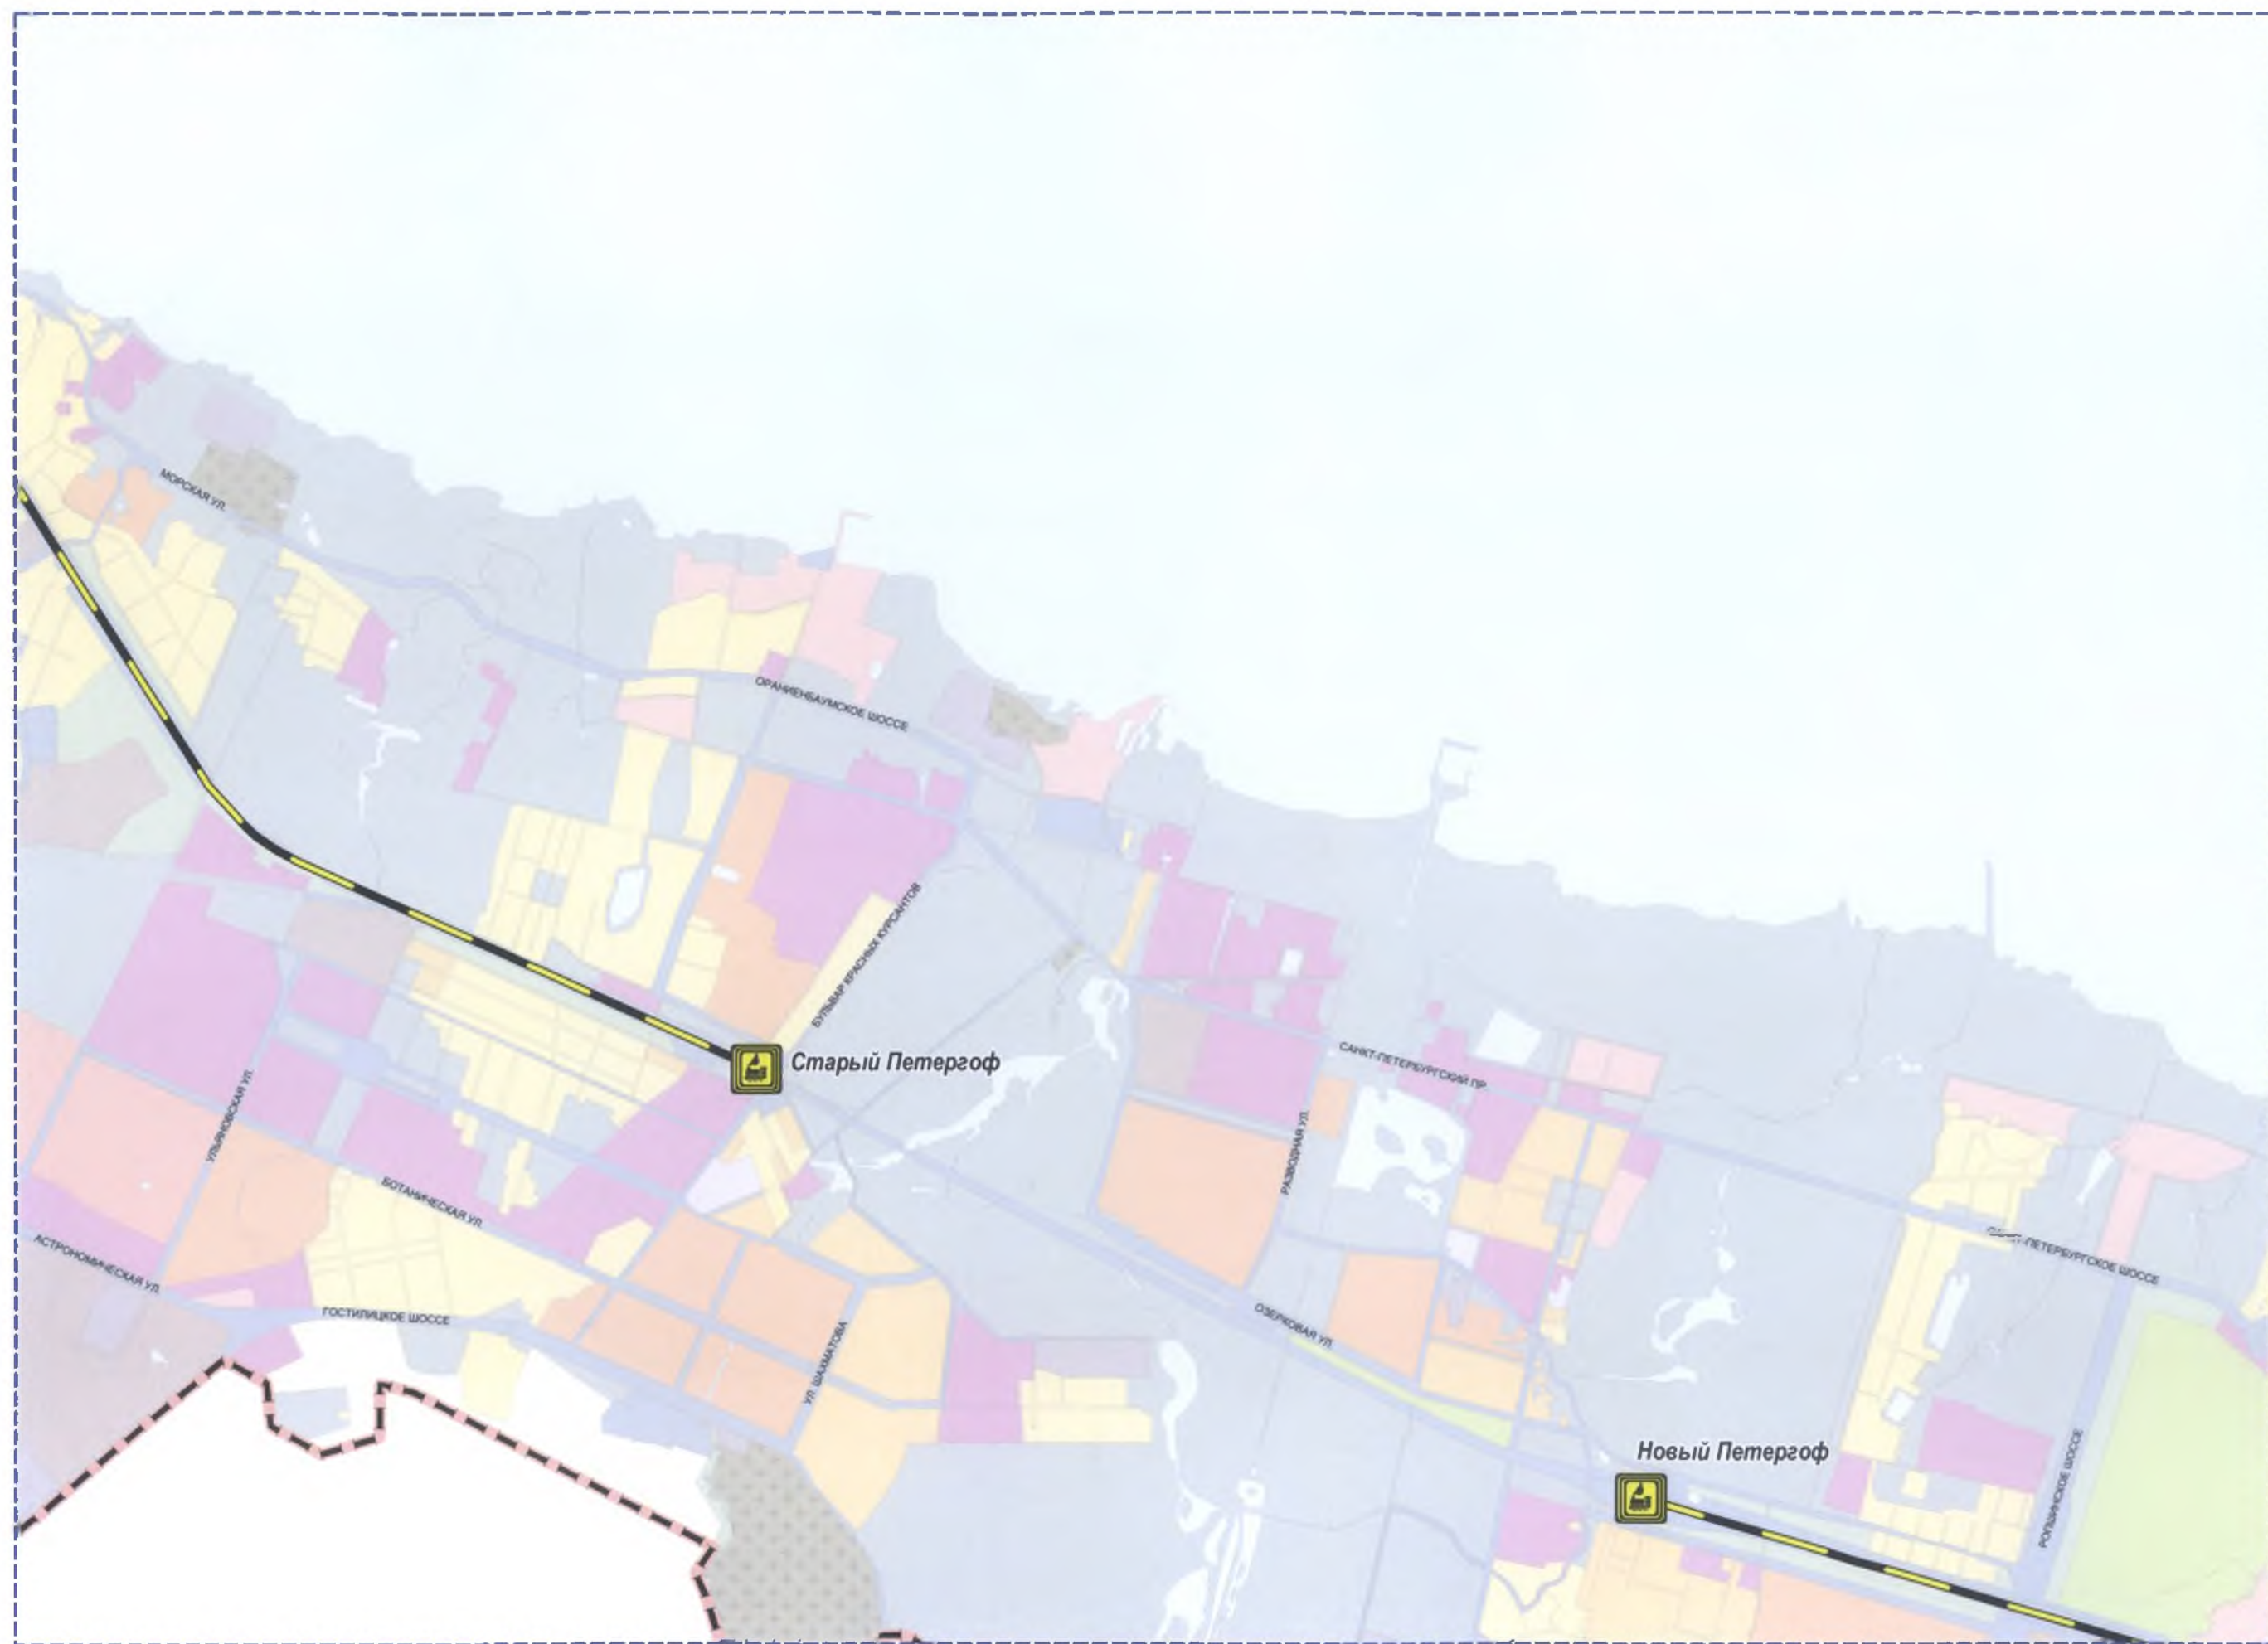 МОРСКАЯ УЛ.
ОРАНИЕНБАУМСКОЕ ШОССЕ
БУЛЬВАР КРАСНЫХ КУРСАНТОВ
Старый Петергоф
САНКТ-ПЕТЕРБУРГСКИЙ ПР.
УЛЬЯНОВСКАЯ УЛ.
РАЗВОДНАЯ УЛ.
БОТАНИЧЕСКАЯ УЛ.
АСТРОНОМИЧЕСКАЯ УЛ.
САНКТ-ПЕТЕРБУРГСКОЕ ШОССЕ
ГОСТИЛИЦКОЕ ШОССЕ
ОЗЕРКОВАЯ УЛ.
УЛ. ШАХМАТОВА
Новый Петергоф
РОПШИНСКОЕ ШОССЕ